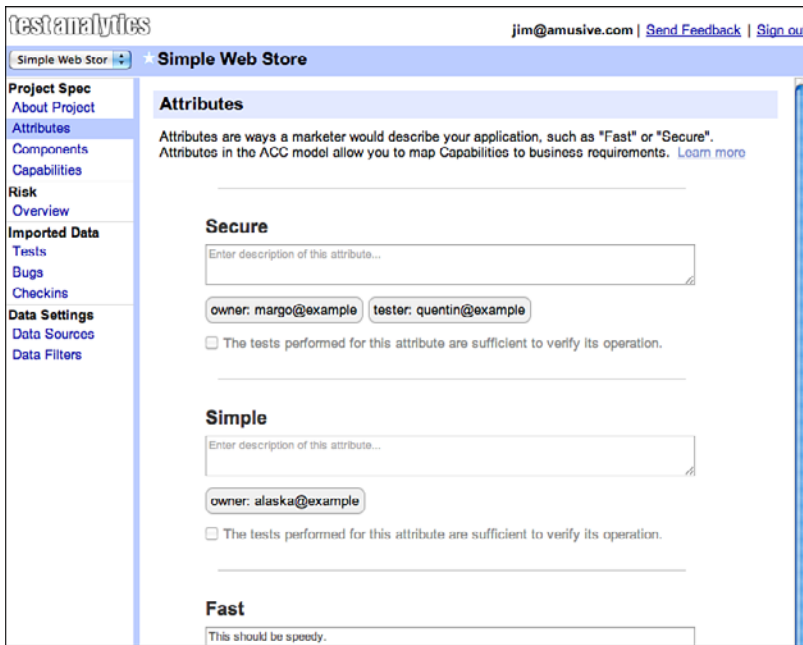 testanalytics
jim@amusive.com | Send Feedback | Sign ou
Simple Web Stor
Simple Web Store
Project Spec
About Project
Attributes
Components
Capabilities
Risk
Overview
Imported Data
Tests
Bugs
Checkins
Data Settings
Data Sources
Data Filters
Attributes
Attributes are ways a marketer would describe your application, such as "Fast" or "Secure".
Attributes in the ACC model allow you to map Capabilities to business requirements. Learn more
Secure
Enter description of this attribute...
owner: margo@example tester: quentin@example
The tests performed for this attribute are sufficient to verify its operation.
Simple
Enter description of this attribute...
owner: alaska@example
The tests performed for this attribute are sufficient to verify its operation.
Fast
This should be speedy.